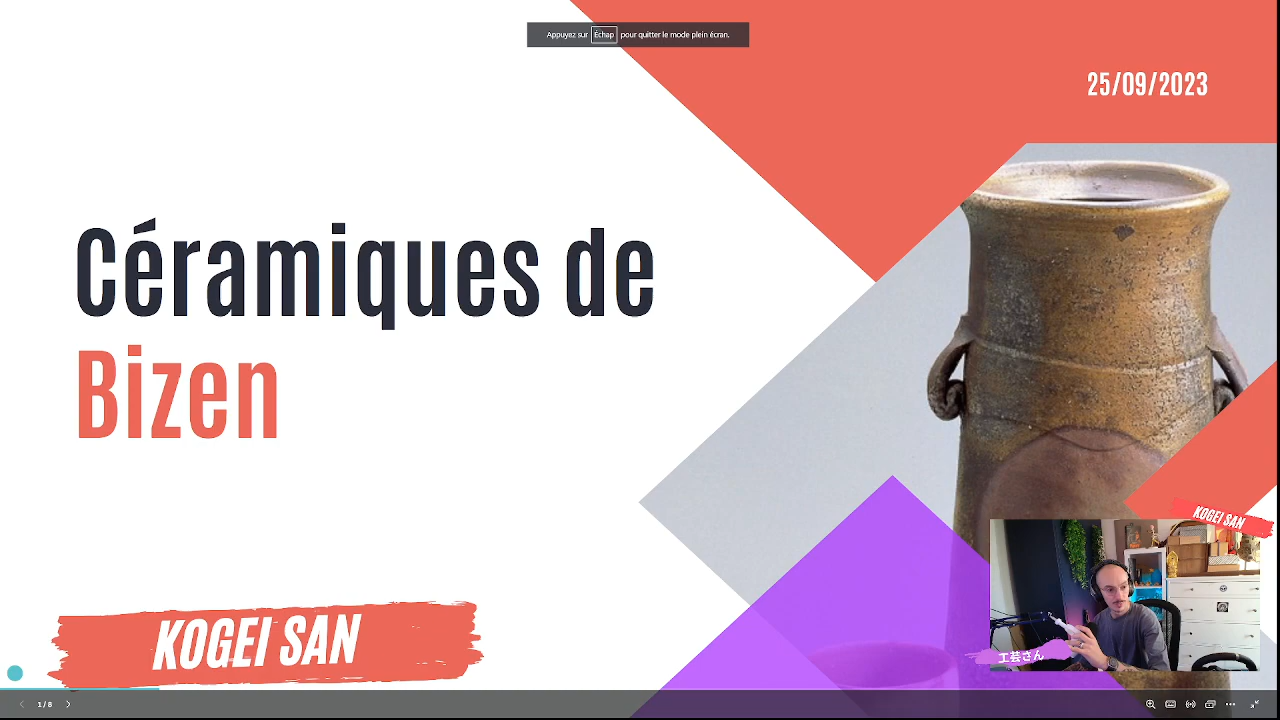 Appuyez sur Échap pour quitter le mode plein écran.
25/09/2023
Céramiques de
Bizen
KOGEI SAN
KOGEI SAN
工芸さん
1 / 8